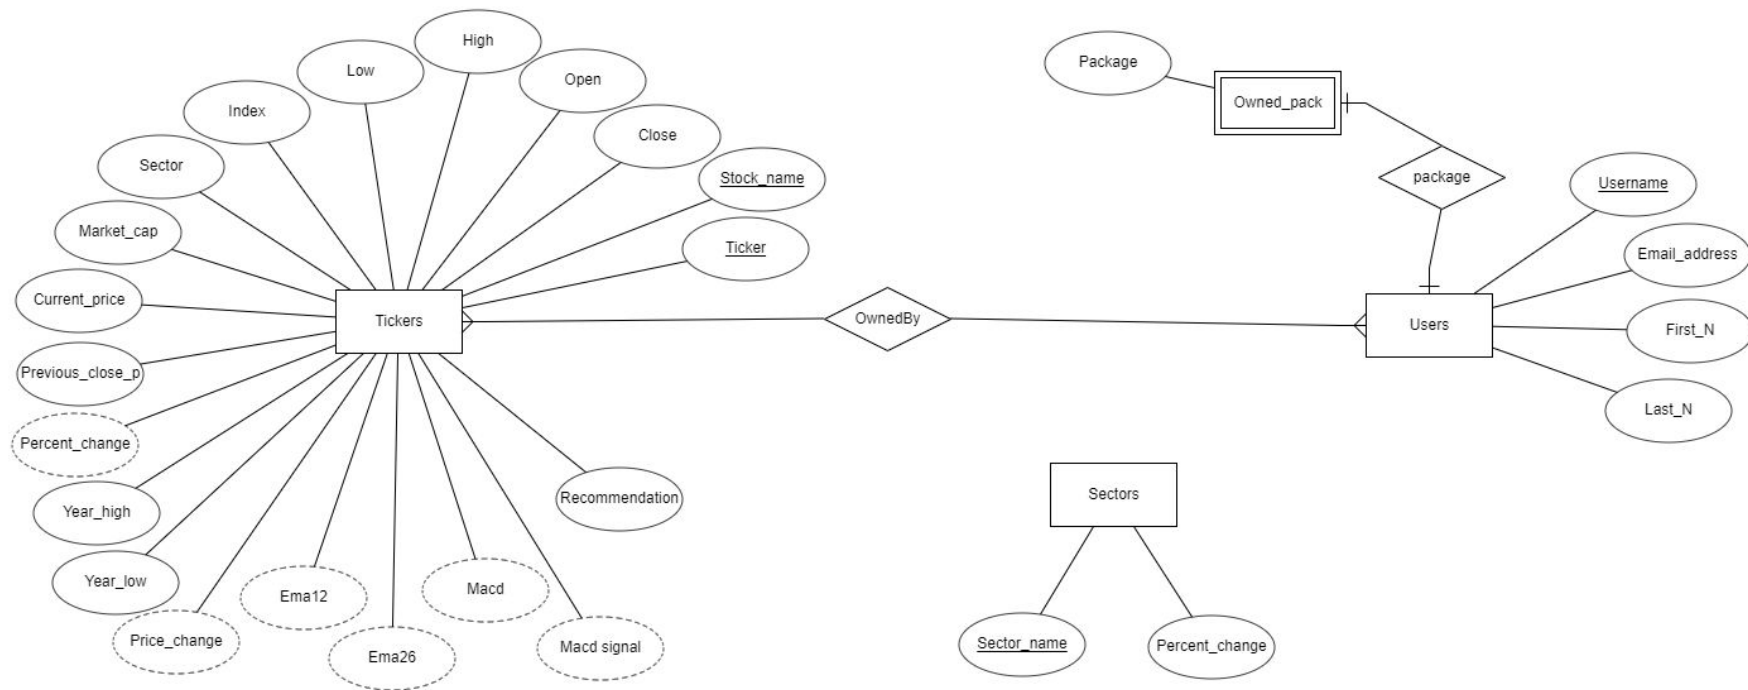 High
Low
Open
Package
Owned_pack
Index
Close
Sector
Stock_name
package
Username
Market_cap
Ticker
Email_address
Current_price
Tickers
OwnedBy
Users
First_N
Previous_close_p
Last_N
Percent_change
Recommendation
Sectors
Year_high
Year_low
Ema12
Macd
Price_change
Ema26
Macd signal
Sector_name
Percent_change